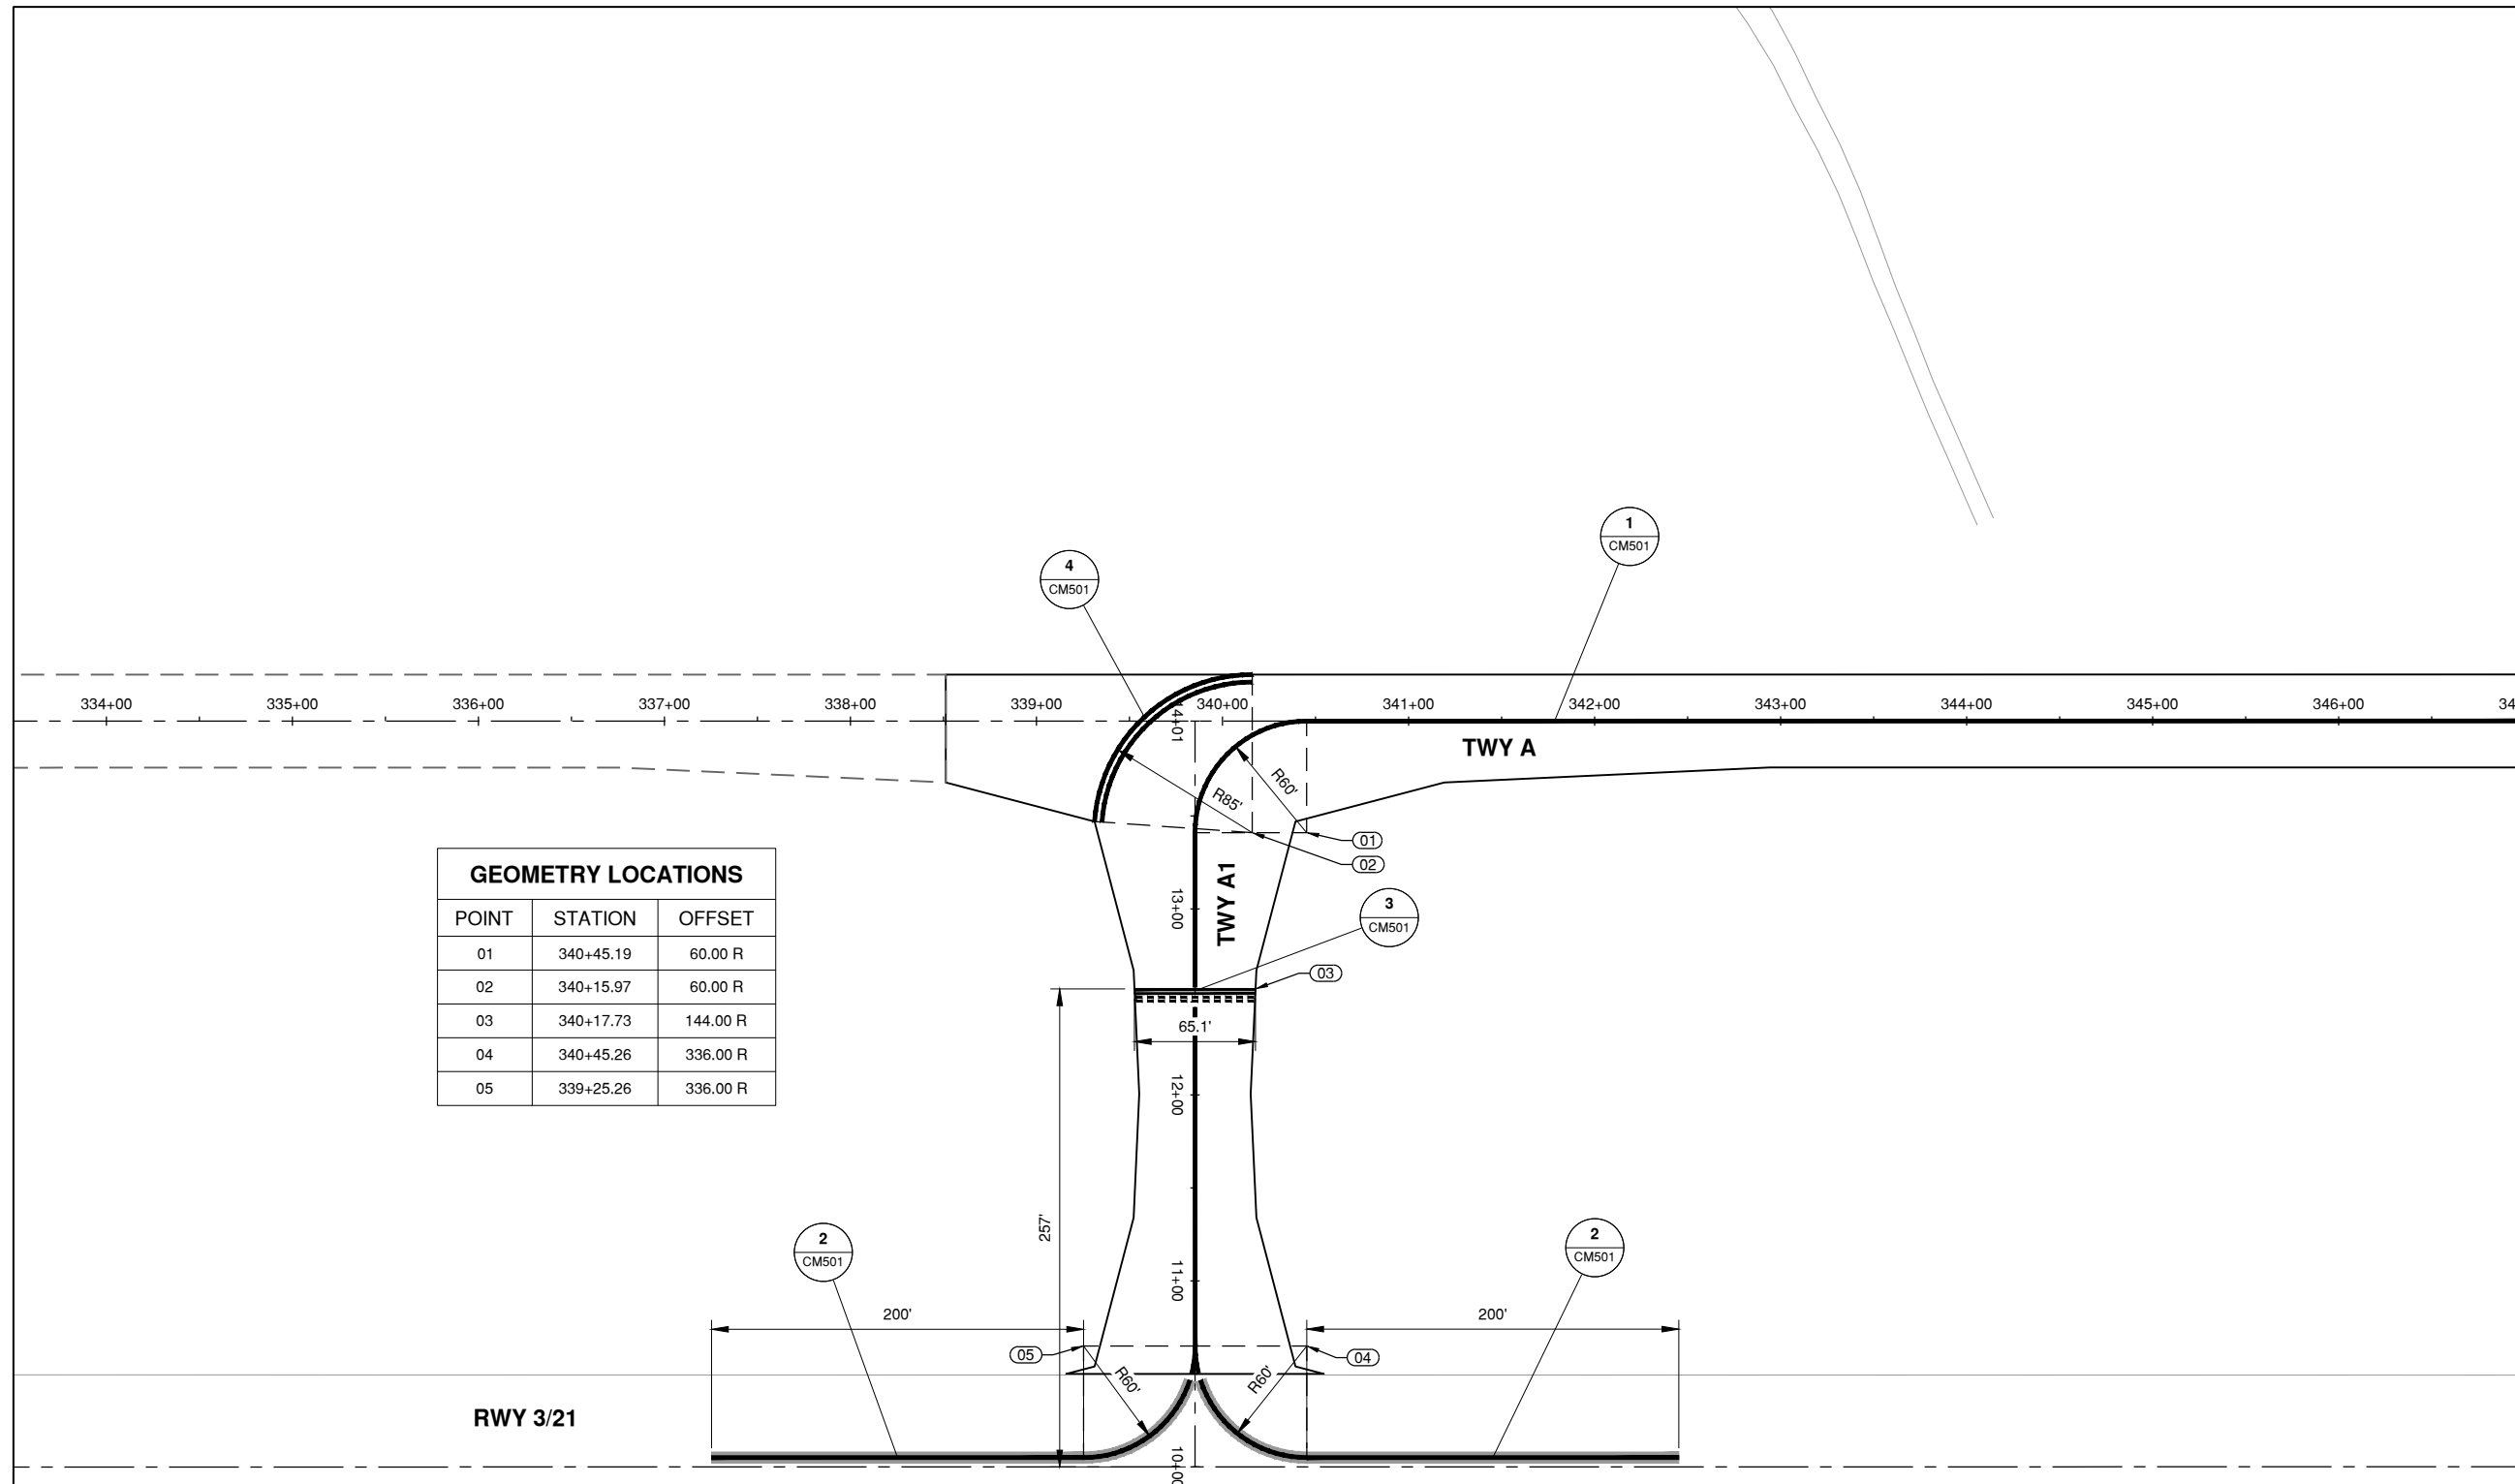 1
CM501
4
CM501
334+00 335+00 336+00 337+00 338+00 339+00 340+00 341+00 342+00 343+00 344+00 345+00 346+00 34
14+01
TWY A
R60'
R85'
01
02
GEOMETRY LOCATIONS
POINT STATION OFFSET
01 340+45.19 60.00 R
02 340+15.97 60.00 R
03 340+17.73 144.00 R
04 340+45.26 336.00 R
05 339+25.26 336.00 R
13+00
TWY A1
3
CM501
03
65.1'
12+00
257'
2
CM501
2
CM501
11+00
200'
200'
05
04
R60'
R60'
RWY 3/21
10+00